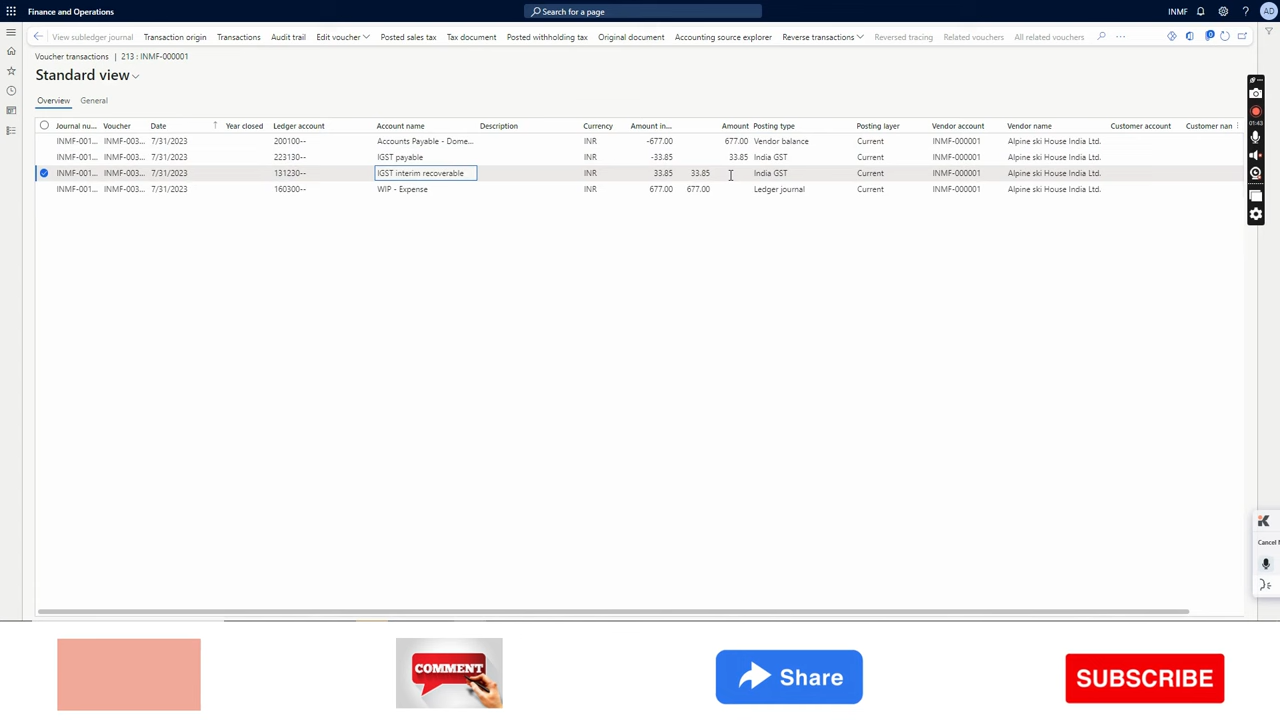 Finance and Operations
Search for a page
INMF
?
AD
View subledger journal Transaction origin Transactions Audit trail Edit voucher Posted sales tax Tax document Posted withholding tax Original document Accounting source explorer Reverse transactions Reversed tracing Related vouchers All related vouchers ...
0
Voucher transactions | 213 : INMF-000001
Standard view
Overview General
Journal nu... Voucher Date Year closed Ledger account Account name Description Currency Amount in... Amount Posting type Posting layer Vendor account Vendor name Customer account Customer nan
INMF-001... INMF-003... 7/31/2023 200100-- Accounts Payable - Dome... INR -677.00 677.00 Vendor balance Current INMF-000001 Alpine ski House India Ltd.
INMF-001... INMF-003... 7/31/2023 223130-- IGST payable INR -33.85 33.85 India GST Current INMF-000001 Alpine ski House India Ltd.
INMF-001... INMF-003... 7/31/2023 131230-- IGST interim recoverable INR 33.85 33.85 India GST Current INMF-000001 Alpine ski House India Ltd.
INMF-001... INMF-003... 7/31/2023 160300-- WIP - Expense INR 677.00 677.00 Ledger journal Current INMF-000001 Alpine ski House India Ltd.
01:43
K
COMMENT
Share
SUBSCRIBE